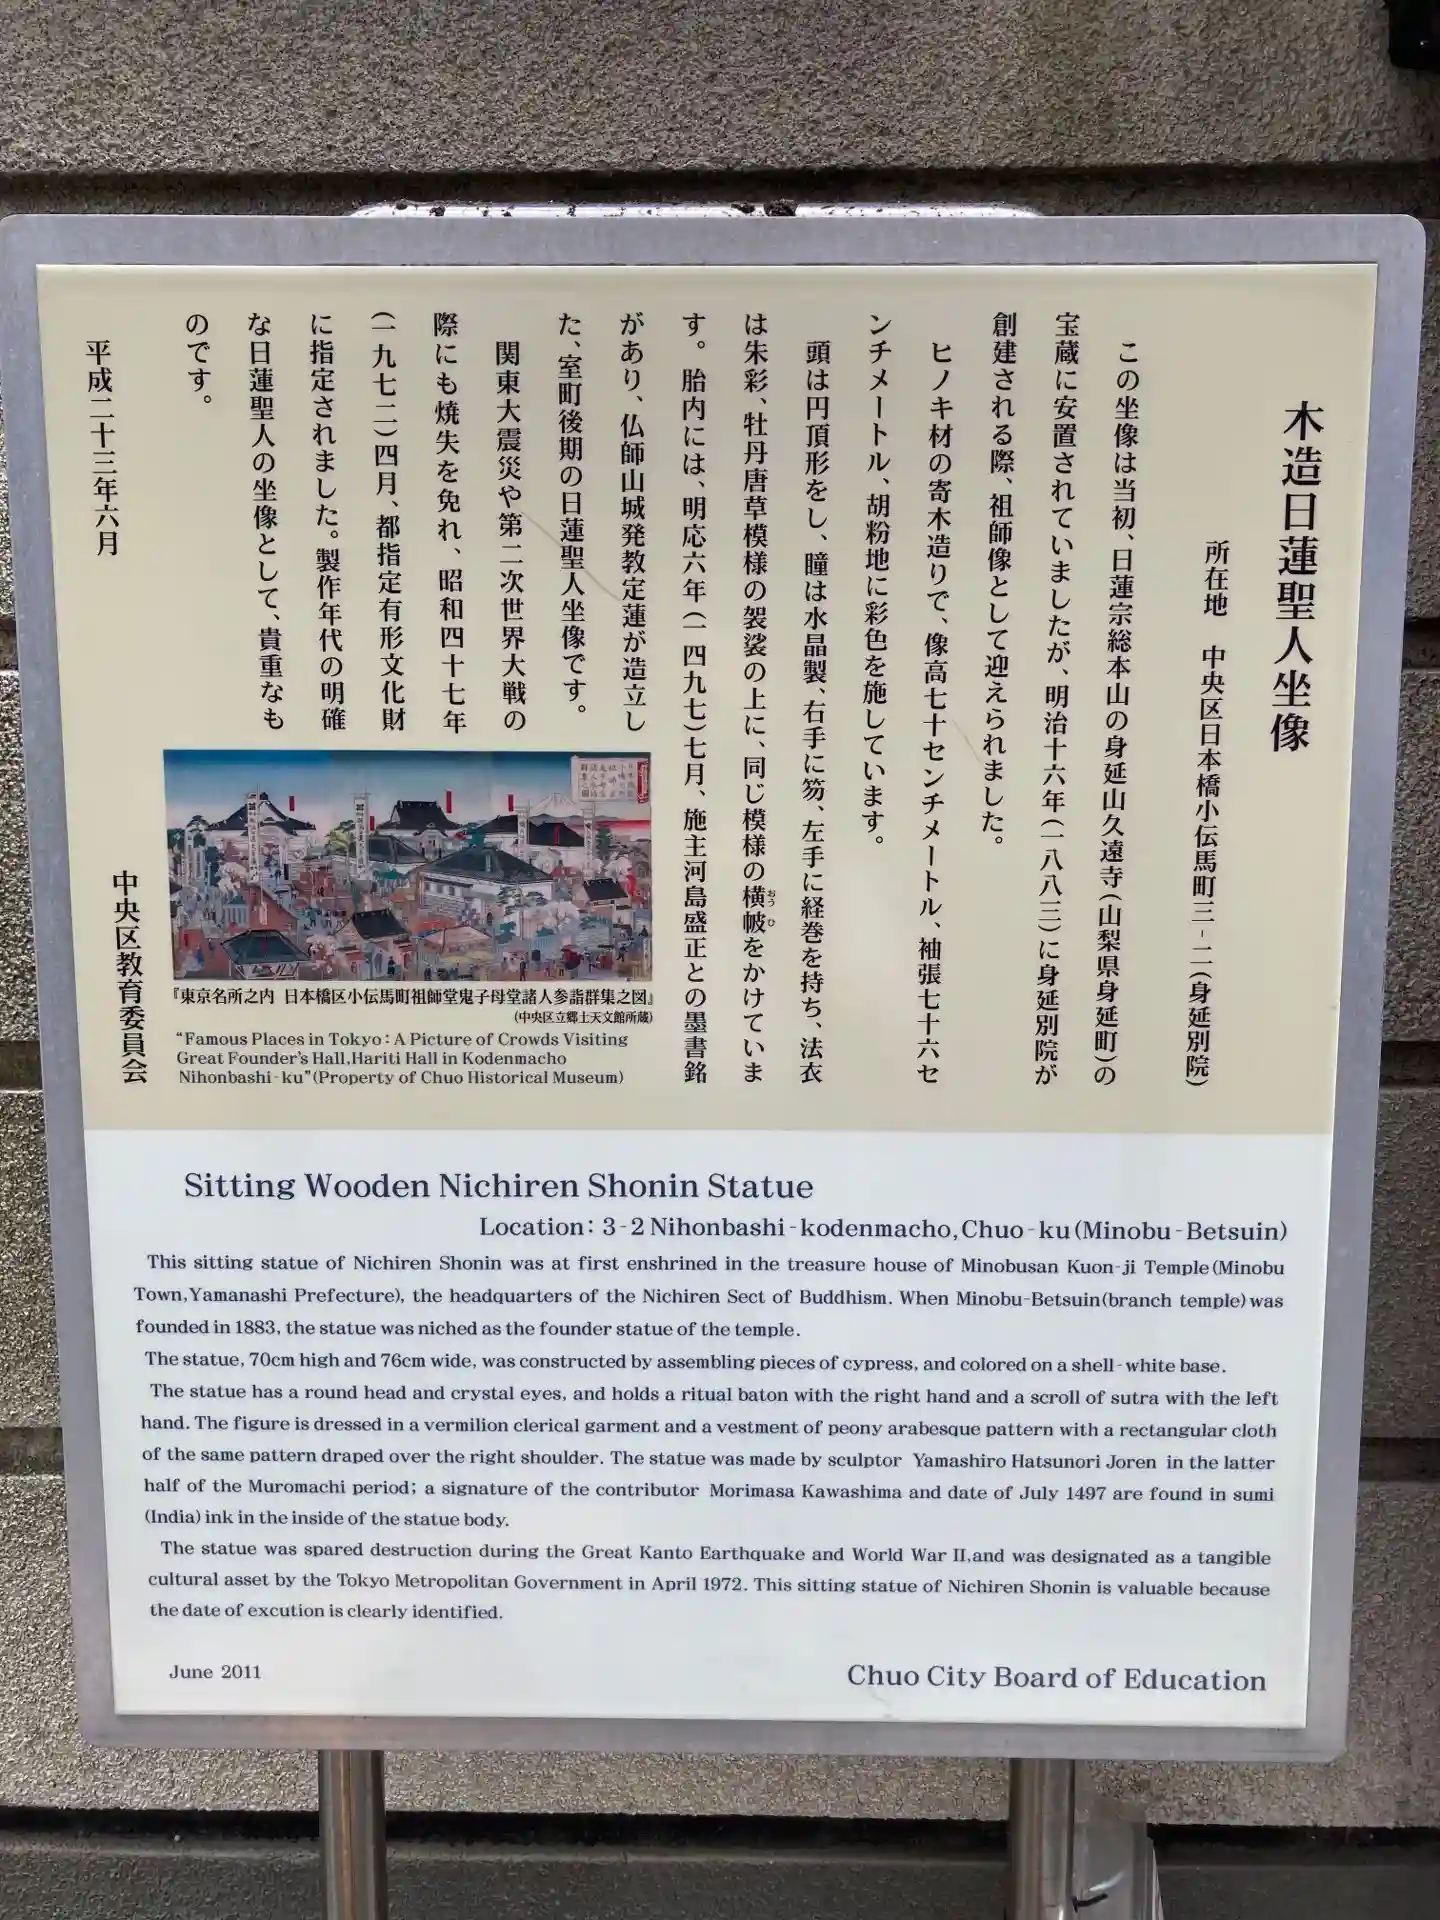 木造日蓮聖人坐像
所在地 中央区日本橋小伝馬町三-二(身延別院)
この坐像は当初、日蓮宗総本山の身延山久遠寺(山梨県身延町)の
宝蔵に安置されていましたが、明治十六年(一八八三)に身延別院が
創建される際、祖師像として迎えられました。
ヒノキ材の寄木造りで、像高七十センチメートル、袖張七十六セ
ンチメートル、胡粉地に彩色を施しています。
頭は円頂形をし、瞳は水晶製、右手に笏、左手に経巻を持ち、法衣
は朱彩、牡丹唐草模様の袈裟の上に、同じ模様の横帔をかけていま
おうひ
す。胎内には、明応六年(一四九七)七月、施主河島盛正との墨書銘
があり、仏師山城発教定蓮が造立し
た、室町後期の日蓮聖人坐像です。
関東大震災や第二次世界大戦の
際にも焼失を免れ、昭和四十七年
(一九七二)四月、都指定有形文化財
に指定されました。製作年代の明確
な日蓮聖人の坐像として、貴重なも
のです。
平成二十三年六月
中央区教育委員会
『東京名所之内 日本橋区小伝馬町祖師堂鬼子母堂諸人参詣群集之図』
(中央区立郷土天文館所蔵)
“Famous Places in Tokyo: A Picture of Crowds Visiting
Great Founder's Hall,Hariti Hall in Kodenmacho
Nihonbashi-ku”(Property of Chuo Historical Museum)
Sitting Wooden Nichiren Shonin Statue
Location: 3-2 Nihonbashi-kodenmacho,Chuo-ku(Minobu-Betsuin)
This sitting statue of Nichiren Shonin was at first enshrined in the treasure house of Minobusan Kuon-ji Temple(Minobu
Town,Yamanashi Prefecture), the headquarters of the Nichiren Sect of Buddhism. When Minobu-Betsuin(branch temple)was
founded in 1883, the statue was niched as the founder statue of the temple.
The statue, 70cm high and 76cm wide, was constructed by assembling pieces of cypress, and colored on a shell-white base.
The statue has a round head and crystal eyes, and holds a ritual baton with the right hand and a scroll of sutra with the left
hand. The figure is dressed in a vermilion clerical garment and a vestment of peony arabesque pattern with a rectangular cloth
of the same pattern draped over the right shoulder. The statue was made by sculptor Yamashiro Hatsunori Joren in the latter
half of the Muromachi period; a signature of the contributor Morimasa Kawashima and date of July 1497 are found in sumi
(India) ink in the inside of the statue body.
The statue was spared destruction during the Great Kanto Earthquake and World War II,and was designated as a tangible
cultural asset by the Tokyo Metropolitan Government in April 1972. This sitting statue of Nichiren Shonin is valuable because
the date of excution is clearly identified.
June 2011
Chuo City Board of Education